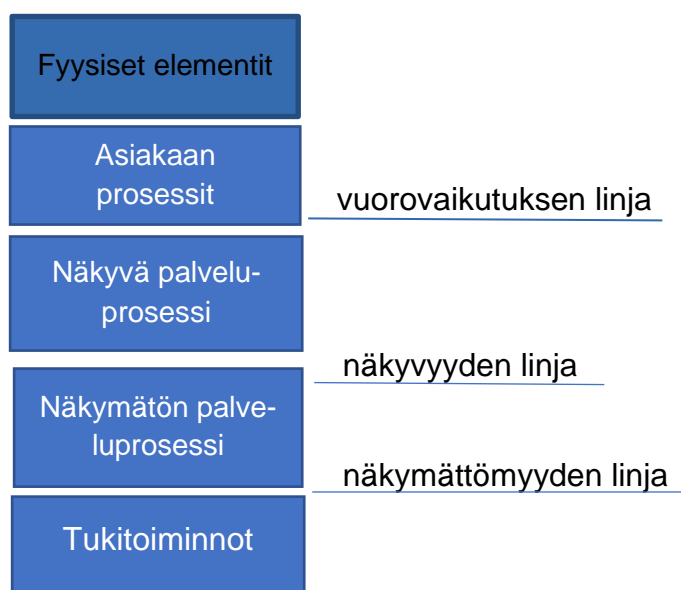 Fyysiset elementit
Asiakaan
prosessit
vuorovaikutuksen linja
Näkyvä palvelu-
prosessi
näkyvyyden linja
Näkymätön palve-
luprosessi
näkymättömyyden linja
Tukitoiminnot